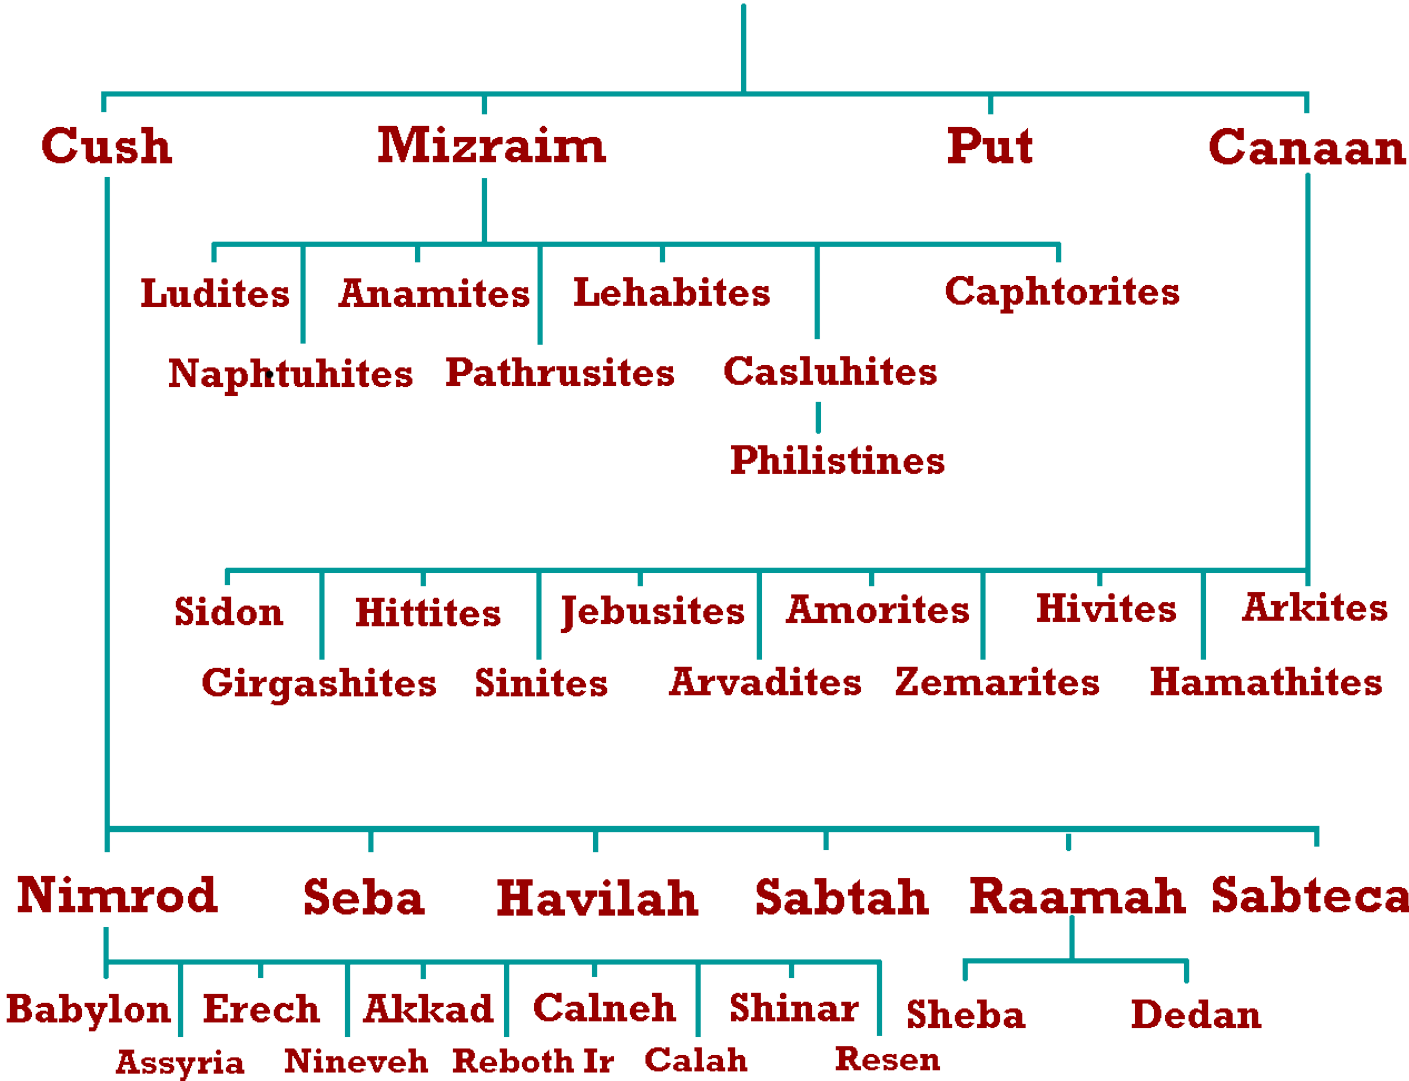 Cush Mizraim Put Canaan
Ludites Anamites Lehabites Caphtorites
Naphtuhites Pathrusites Casluhites
Philistines
Sidon Hittites Jebusites Amorites Hivites Arkites
Girgashites Sinites Arvadites Zemarites Hamathites
Nimrod Seba Havilah Sabtah Raamah Sabteca
Babylon Erech Akkad Calneh Shinar Sheba Dedan
Assyria Nineveh Reboth Ir Calah Resen